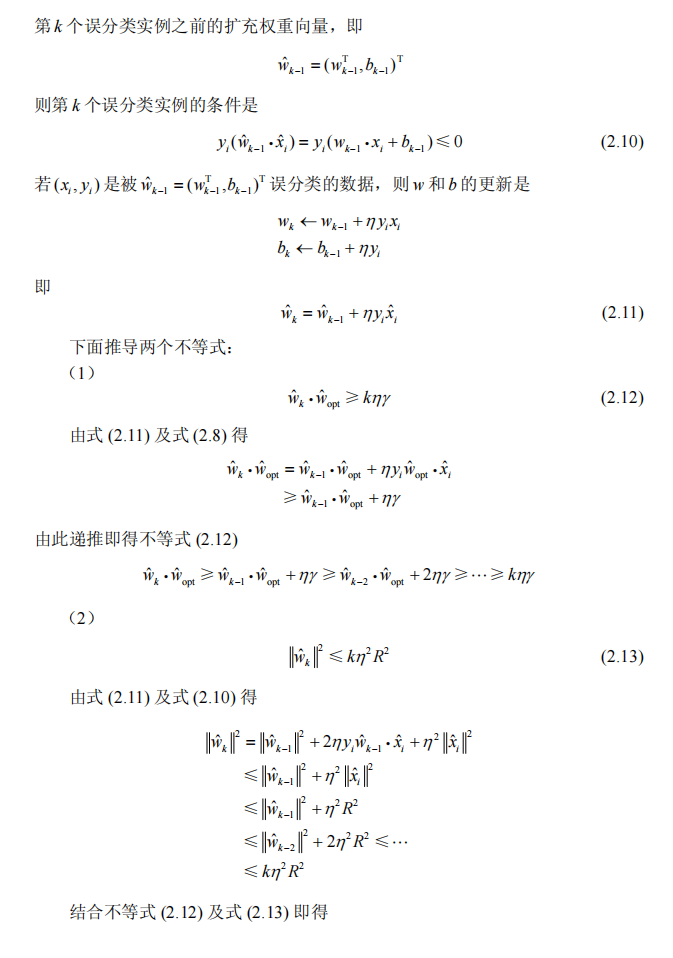 第 k 个误分类实例之前的扩充权重向量，即
$\hat{w}_{k-1} = (w_{k-1}^{\mathrm{T}}, b_{k-1})^{\mathrm{T}}$
则第 k 个误分类实例的条件是
$y_i(\hat{w}_{k-1} \cdot \hat{x}_i) = y_i(w_{k-1} \cdot x_i + b_{k-1}) \leqslant 0$ (2.10)
若 $(x_i, y_i)$ 是被 $\hat{w}_{k-1} = (w_{k-1}^{\mathrm{T}}, b_{k-1})^{\mathrm{T}}$ 误分类的数据，则 w 和 b 的更新是
$w_k \leftarrow w_{k-1} + \eta y_i x_i$
$b_k \leftarrow b_{k-1} + \eta y_i$
即
$\hat{w}_k = \hat{w}_{k-1} + \eta y_i \hat{x}_i$ (2.11)
下面推导两个不等式：
（1）
$\hat{w}_k \cdot \hat{w}_{\mathrm{opt}} \geqslant k\eta\gamma$ (2.12)
由式 (2.11) 及式 (2.8) 得
$\hat{w}_k \cdot \hat{w}_{\mathrm{opt}} = \hat{w}_{k-1} \cdot \hat{w}_{\mathrm{opt}} + \eta y_i \hat{w}_{\mathrm{opt}} \cdot \hat{x}_i$
$\geqslant \hat{w}_{k-1} \cdot \hat{w}_{\mathrm{opt}} + \eta\gamma$
由此递推即得不等式 (2.12)
$\hat{w}_k \cdot \hat{w}_{\mathrm{opt}} \geqslant \hat{w}_{k-1} \cdot \hat{w}_{\mathrm{opt}} + \eta\gamma \geqslant \hat{w}_{k-2} \cdot \hat{w}_{\mathrm{opt}} + 2\eta\gamma \geqslant \cdots \geqslant k\eta\gamma$
（2）
$\|\hat{w}_k\|^2 \leqslant k\eta^2 R^2$ (2.13)
由式 (2.11) 及式 (2.10) 得
$\|\hat{w}_k\|^2 = \|\hat{w}_{k-1}\|^2 + 2\eta y_i \hat{w}_{k-1} \cdot \hat{x}_i + \eta^2 \|\hat{x}_i\|^2$
$\leqslant \|\hat{w}_{k-1}\|^2 + \eta^2 \|\hat{x}_i\|^2$
$\leqslant \|\hat{w}_{k-1}\|^2 + \eta^2 R^2$
$\leqslant \|\hat{w}_{k-2}\|^2 + 2\eta^2 R^2 \leqslant \cdots$
$\leqslant k\eta^2 R^2$
结合不等式 (2.12) 及式 (2.13) 即得